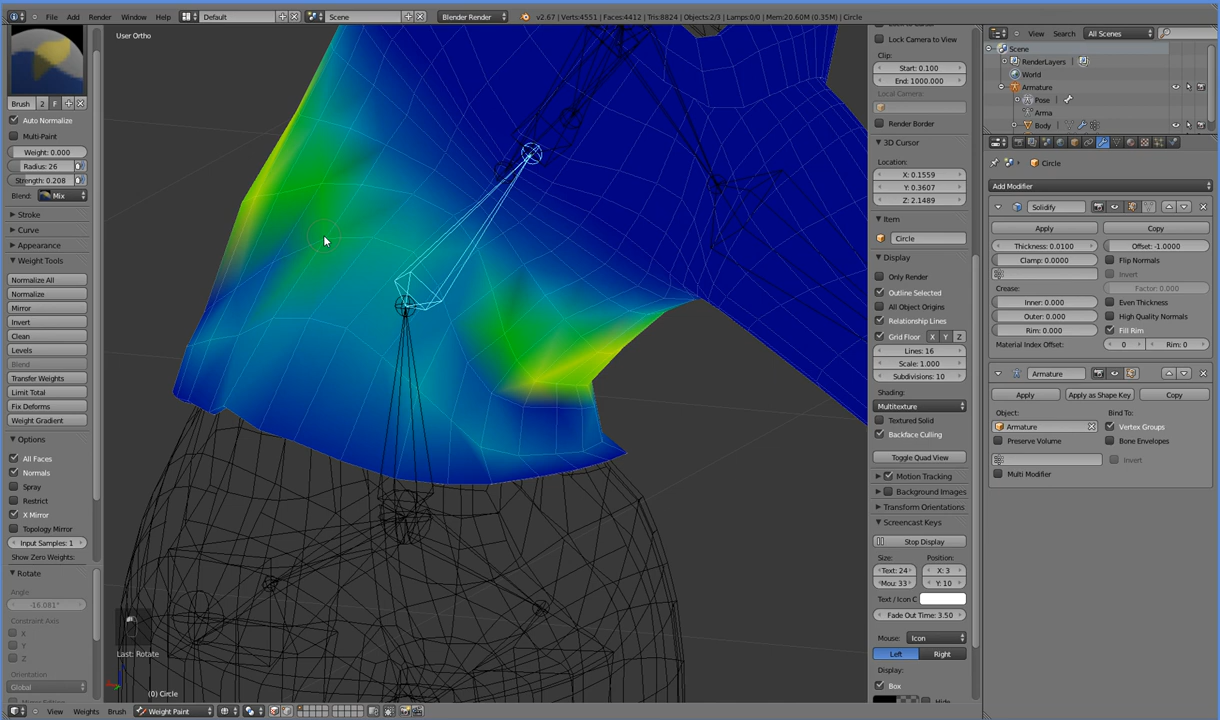 File Add Render Window Help Default Scene Blender Render v2.67 | Verts:4551 | Faces:4412 | Tris:8824 | Objects:2/3 | Lamps:0/0 | Mem:20.60M (0.35M) | Circle
User Ortho
Brush 2 F
Auto Normalize
Multi-Paint
Weight: 0.000
Radius: 26
Strength: 0.208
Blend: Mix
Stroke
Curve
Appearance
Weight Tools
Normalize All
Normalize
Mirror
Invert
Clean
Levels
Blend
Transfer Weights
Limit Total
Fix Deforms
Weight Gradient
Options
All Faces
Normals
Spray
Restrict
X Mirror
Topology Mirror
Input Samples: 1
Show Zero Weights:
Rotate
Angle
-16.081°
Constraint Axis
X
Y
Z
Orientation
Global
Last: Rotate
(0) Circle
View Weights Brush Weight Paint
Lock Camera to View
Clip:
Start: 0.100
End: 1000.000
Local Camera:
Render Border
3D Cursor
Location:
X: 0.1559
Y: 0.3607
Z: 2.1489
Item
Circle
Display
Only Render
Outline Selected
All Object Origins
Relationship Lines
Grid Floor X Y Z
Lines: 16
Scale: 1.000
Subdivisions: 10
Shading:
Multitexture
Textured Solid
Backface Culling
Toggle Quad View
Motion Tracking
Background Images
Transform Orientations
Screencast Keys
Stop Display
Size: Position:
Text: 24 X: 3
Mou: 33 Y: 10
Text / Icon C
Fade Out Time: 3.50
Mouse: Icon
Left Right
Display:
Box
View Search All Scenes
Scene
RenderLayers
World
Armature
Pose
Arma
Body
Circle
Add Modifier
Solidify
Apply Copy
Thickness: 0.0100 Offset: -1.0000
Clamp: 0.0000 Flip Normals
Invert
Crease: Factor: 0.000
Inner: 0.000 Even Thickness
Outer: 0.000 High Quality Normals
Rim: 0.000 Fill Rim
Material Index Offset: 0 Rim: 0
Armature
Apply Apply as Shape Key Copy
Object: Bind To:
Armature Vertex Groups
Preserve Volume Bone Envelopes
Invert
Multi Modifier